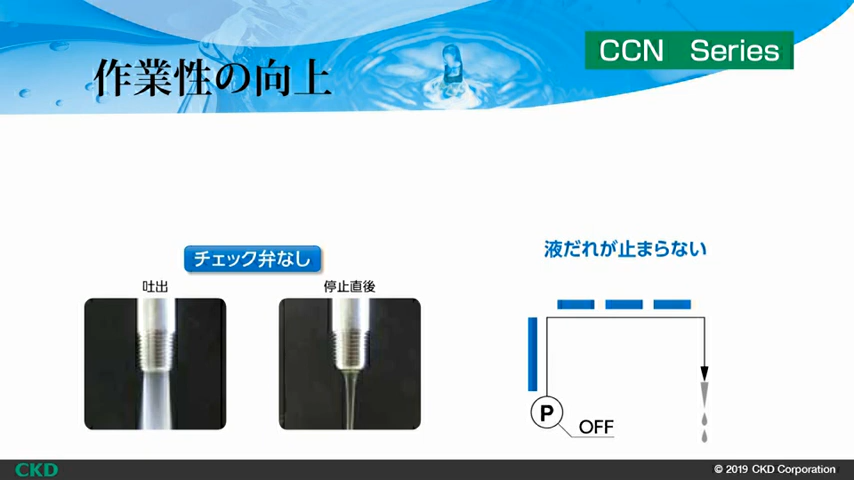 作業性の向上
CCN Series
チェック弁なし
吐出
停止直後
液だれが止まらない
P
OFF
CKD
© 2019 CKD Corporation